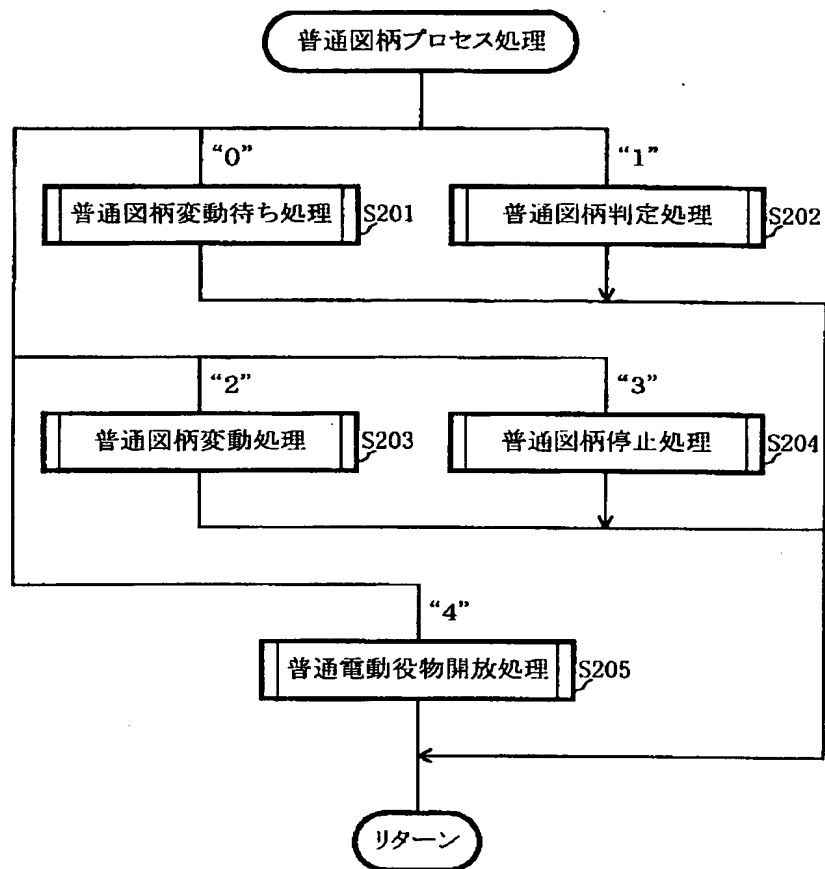 普通図柄プロセス処理
“0”
“1”
普通図柄変動待ち処理
S201
普通図柄判定処理
S202
“2”
“3”
普通図柄変動処理
S203
普通図柄停止処理
S204
“4”
普通電動役物開放処理
S205
リターン